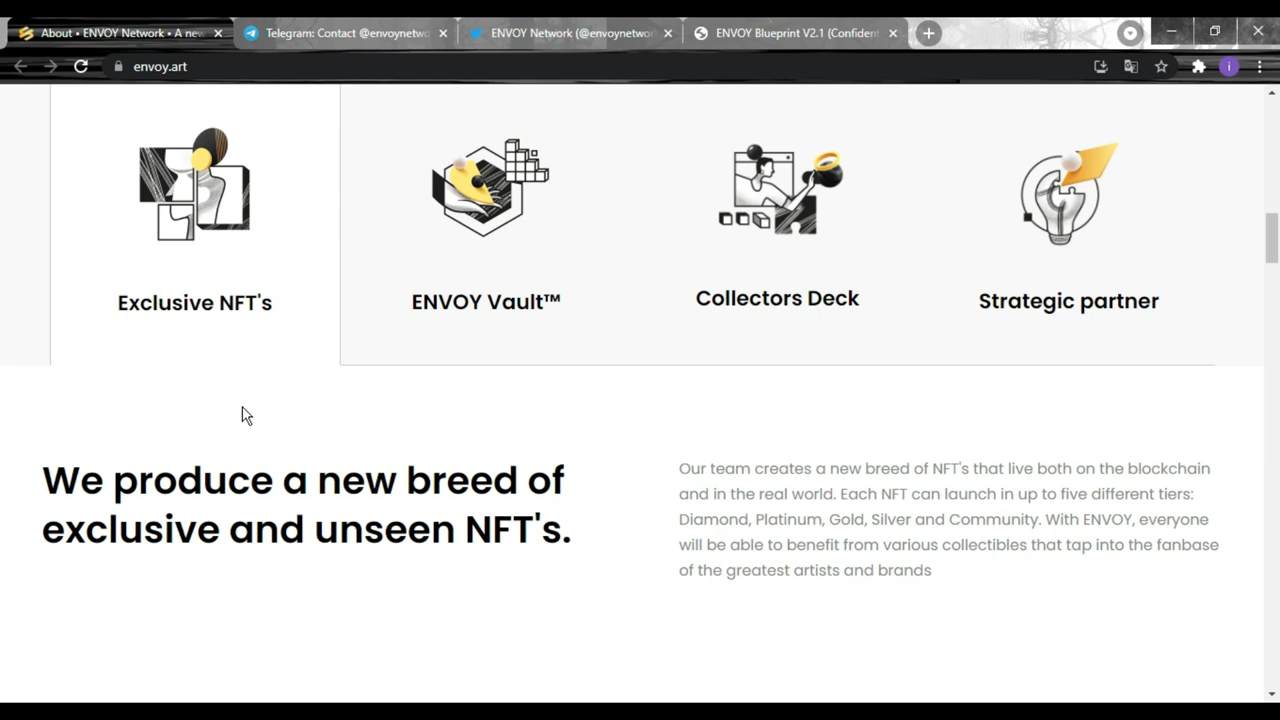 About • ENVOY Network • A new
Telegram: Contact @envoynetwo
ENVOY Network (@envoynetwor
ENVOY Blueprint V2.1 (Confident
envoy.art
i
Exclusive NFT's
ENVOY Vault™
Collectors Deck
Strategic partner
We produce a new breed of
exclusive and unseen NFT's.
Our team creates a new breed of NFT's that live both on the blockchain
and in the real world. Each NFT can launch in up to five different tiers:
Diamond, Platinum, Gold, Silver and Community. With ENVOY, everyone
will be able to benefit from various collectibles that tap into the fanbase
of the greatest artists and brands